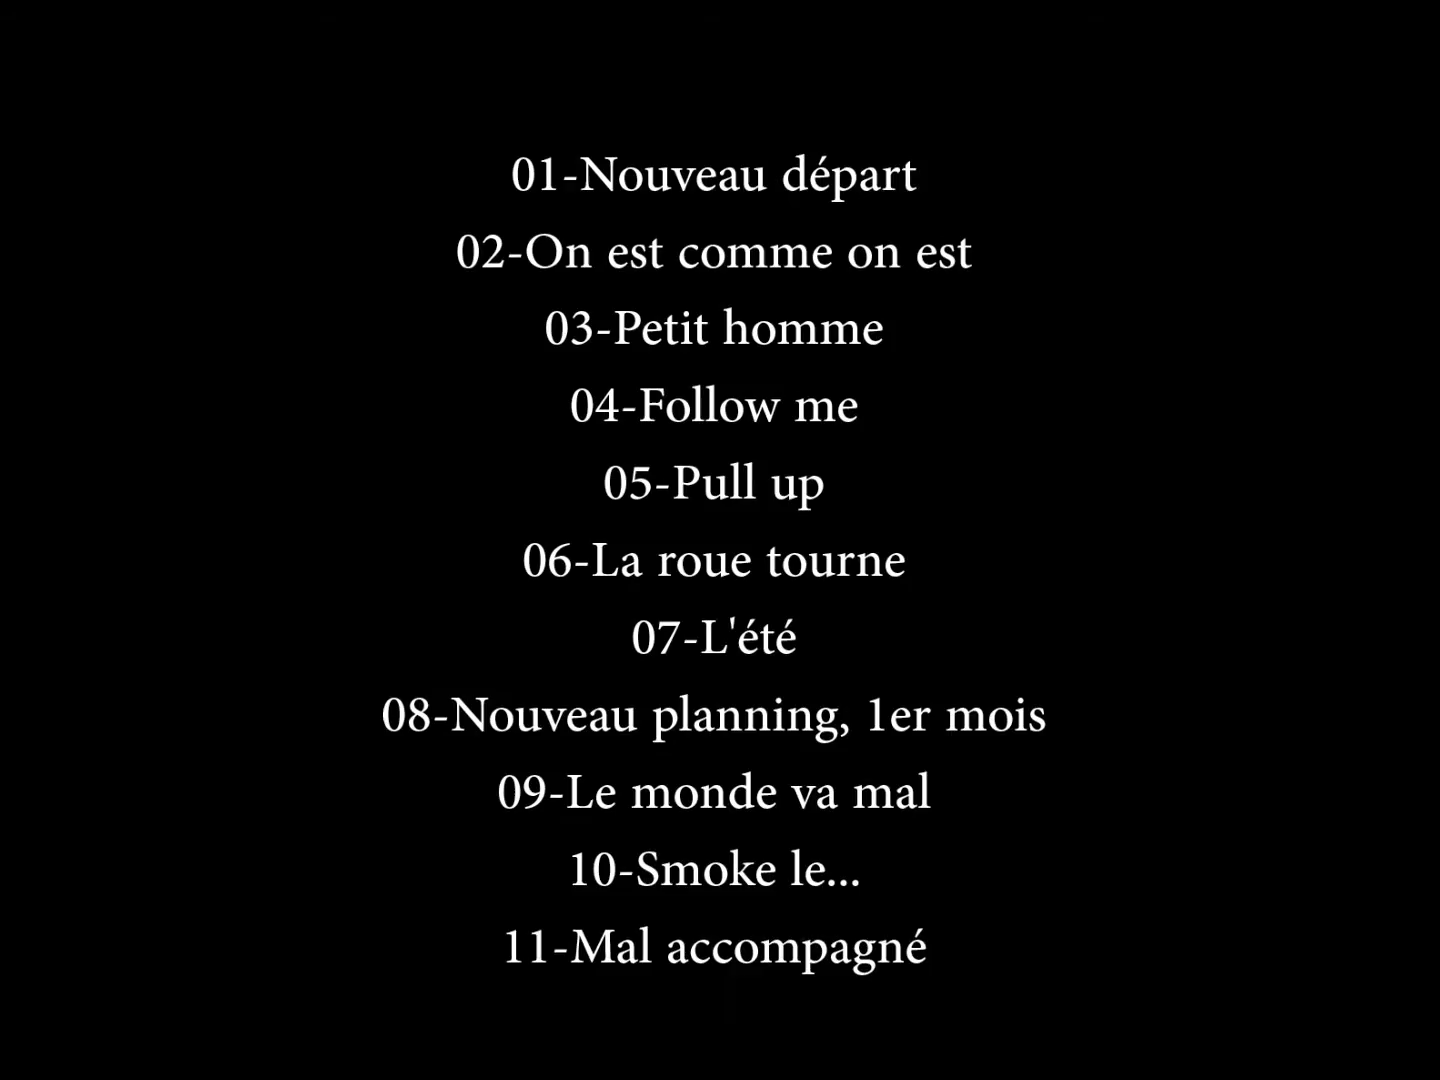 01-Nouveau départ
02-On est comme on est
03-Petit homme
04-Follow me
05-Pull up
06-La roue tourne
07-L'été
08-Nouveau planning, 1er mois
09-Le monde va mal
10-Smoke le...
11-Mal accompagné